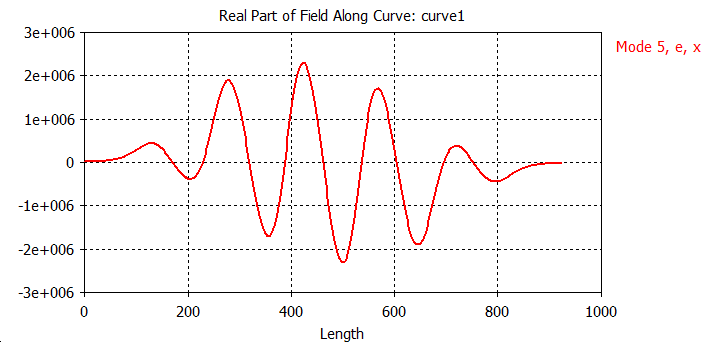 Real Part of Field Along Curve: curve1
3e+006
2e+006
1e+006
0
-1e+006
-2e+006
-3e+006
0 200 400 600 800 1000
Length
Mode 5, e, x